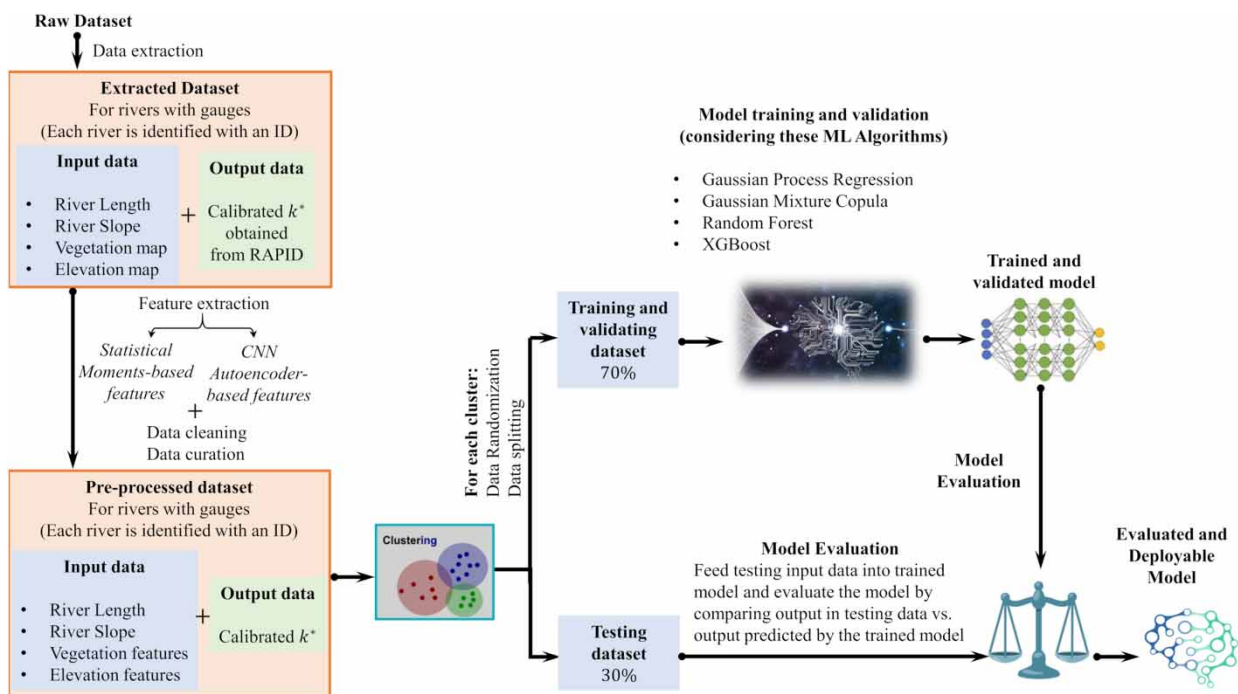 Raw Dataset
Data extraction
Extracted Dataset
For rivers with gauges
(Each river is identified with an ID)
Input data
• River Length
• River Slope
• Vegetation map
• Elevation map
+
Output data
Calibrated k*
obtained
from RAPID
Feature extraction
Statistical
Moments-based
features
CNN
Autoencoder-
based features
+
Data cleaning
Data curation
Pre-processed dataset
For rivers with gauges
(Each river is identified with an ID)
Input data
• River Length
• River Slope
• Vegetation features
• Elevation features
+
Output data
Calibrated k*
Clustering
For each cluster:
Data Randomization
Data splitting
Training and
validating
dataset
70%
Model training and validation
(considering these ML Algorithms)
• Gaussian Process Regression
• Gaussian Mixture Copula
• Random Forest
• XGBoost
Trained and
validated model
Model
Evaluation
Testing
dataset
30%
Model Evaluation
Feed testing input data into trained
model and evaluate the model by
comparing output in testing data vs.
output predicted by the trained model
Evaluated and
Deployable
Model